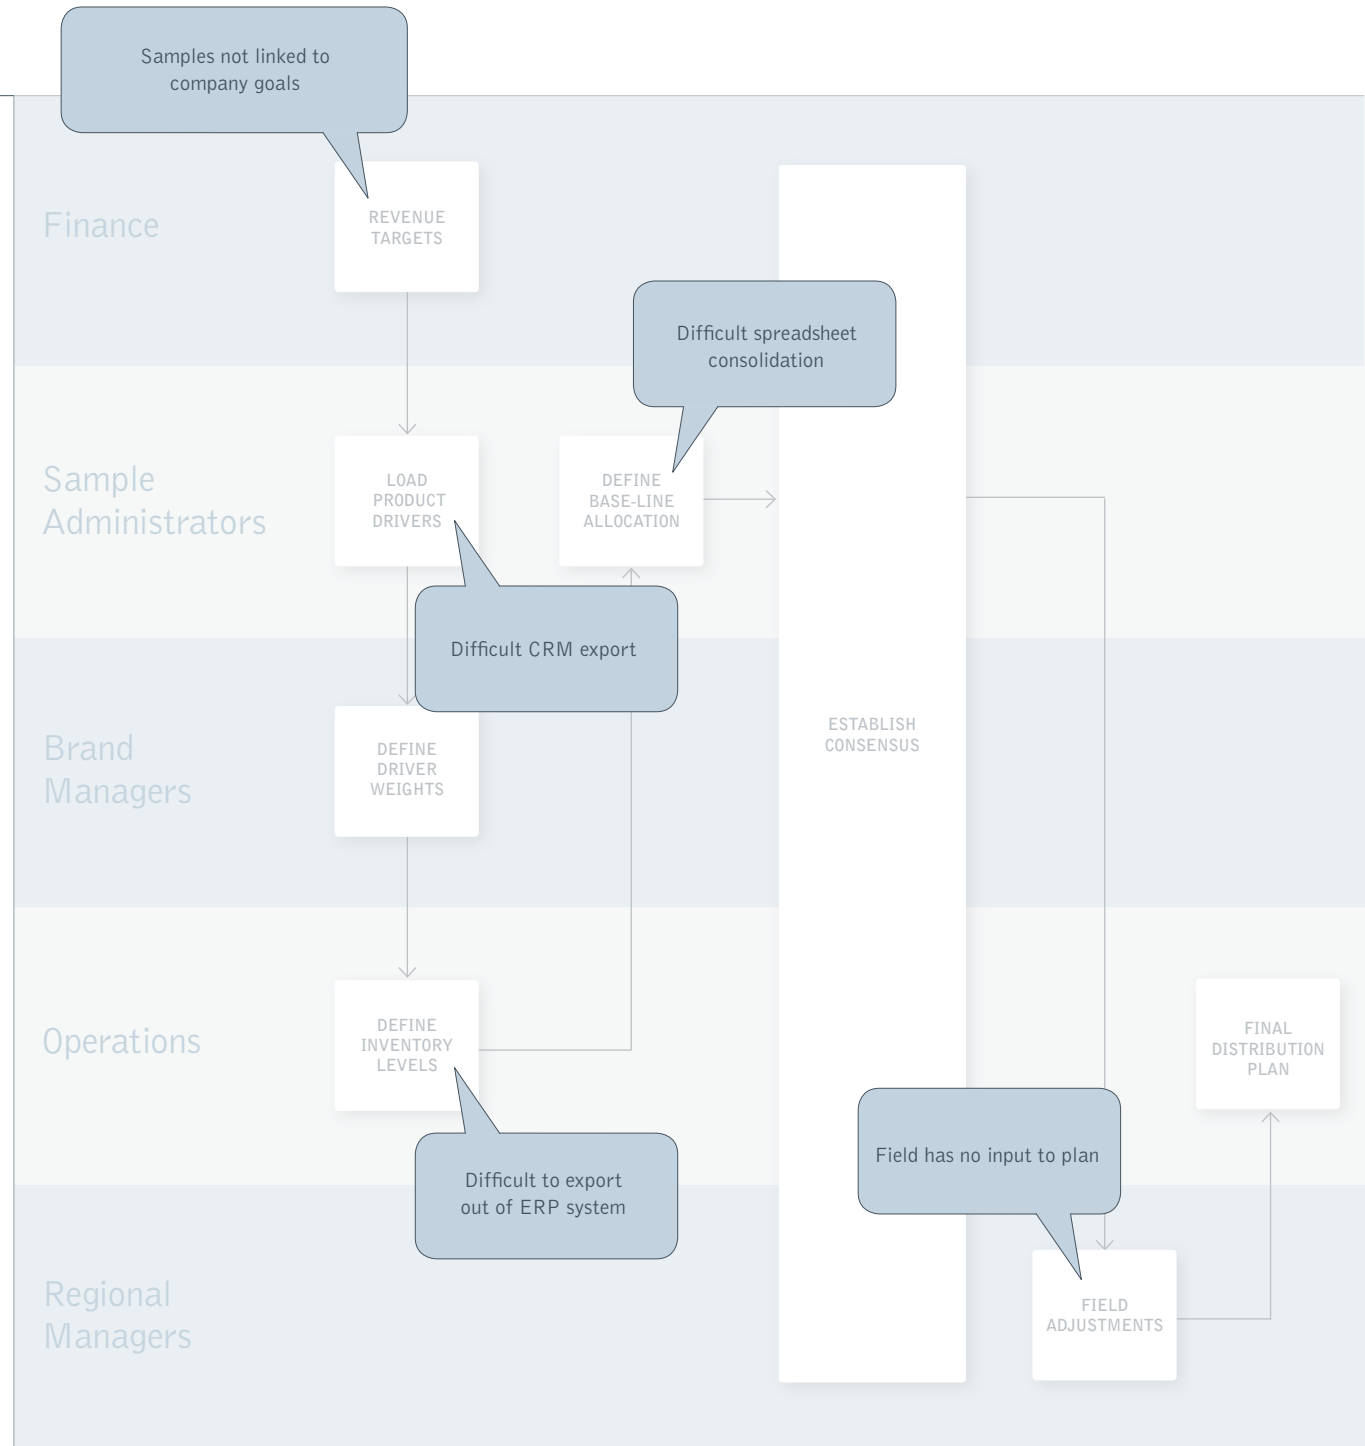 Samples not linked to
company goals
Finance
REVENUE
TARGETS
Difficult spreadsheet
consolidation
Sample
Administrators
LOAD
PRODUCT
DRIVERS
DEFINE
BASE-LINE
ALLOCATION
Difficult CRM export
Brand
Managers
DEFINE
DRIVER
WEIGHTS
ESTABLISH
CONSENSUS
Operations
DEFINE
INVENTORY
LEVELS
FINAL
DISTRIBUTION
PLAN
Difficult to export
out of ERP system
Field has no input to plan
Regional
Managers
FIELD
ADJUSTMENTS